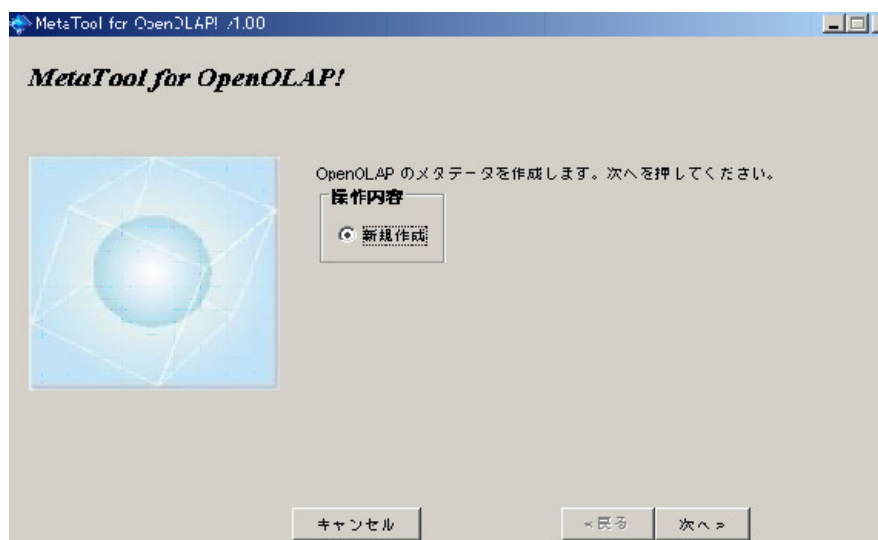 MetaTool for OpenOLAP! v1.00
MetaTool for OpenOLAP!
OpenOLAP のメタデータを作成します。次へを押してください。
操作内容
新規作成
キャンセル
<戻る
次へ>